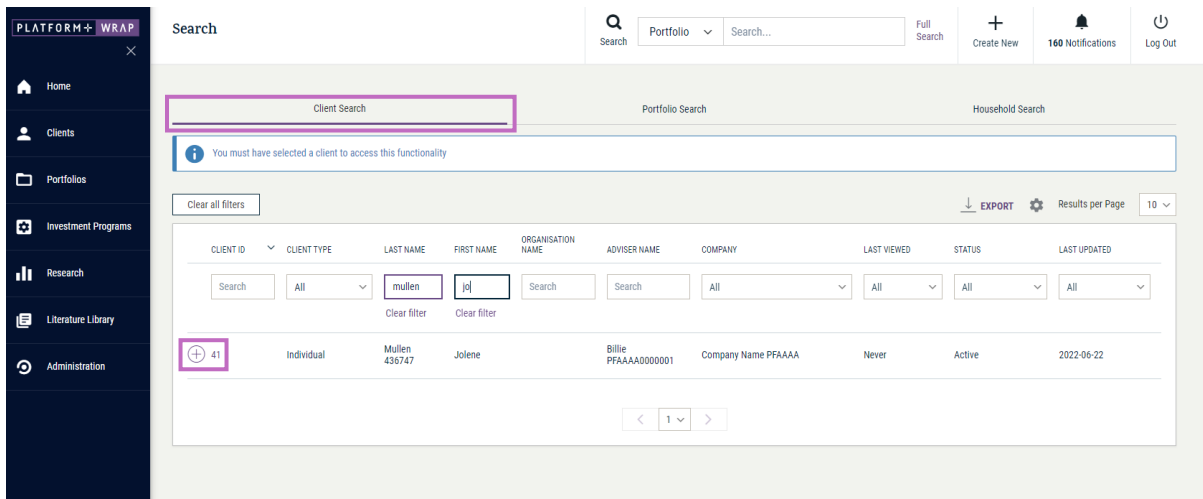 PLATFORM+ WRAP
Search
Search
Portfolio
Search...
Full
Search
Create New
160 Notifications
Log Out
Home
Clients
Portfolios
Investment Programs
Research
Literature Library
Administration
Client Search
Portfolio Search
Household Search
You must have selected a client to access this functionality
Clear all filters
EXPORT
Results per Page
10
CLIENT ID
CLIENT TYPE
LAST NAME
FIRST NAME
ORGANISATION
NAME
ADVISER NAME
COMPANY
LAST VIEWED
STATUS
LAST UPDATED
Search
All
mullen
jo
Search
Search
All
All
All
All
Clear filter
Clear filter
41
Individual
Mullen
436747
Jolene
Billie
PFAAAA0000001
Company Name PFAAAA
Never
Active
2022-06-22
1